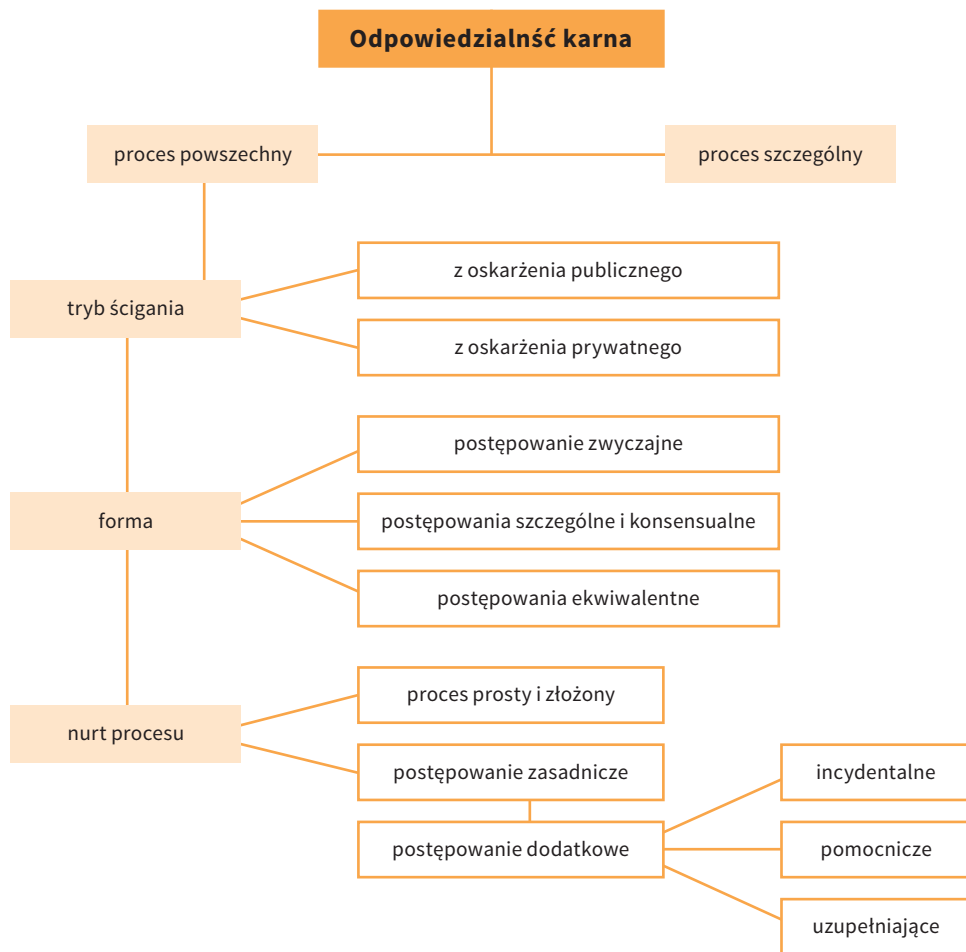 Odpowiedzialnść karna
proces powszechny
proces szczególny
z oskarżenia publicznego
tryb ścigania
z oskarżenia prywatnego
postępowanie zwyczajne
forma
postępowania szczególne i konsensualne
postępowania ekwiwalentne
proces prosty i złożony
nurt procesu
postępowanie zasadnicze
incydentalne
postępowanie dodatkowe
pomocnicze
uzupełniające